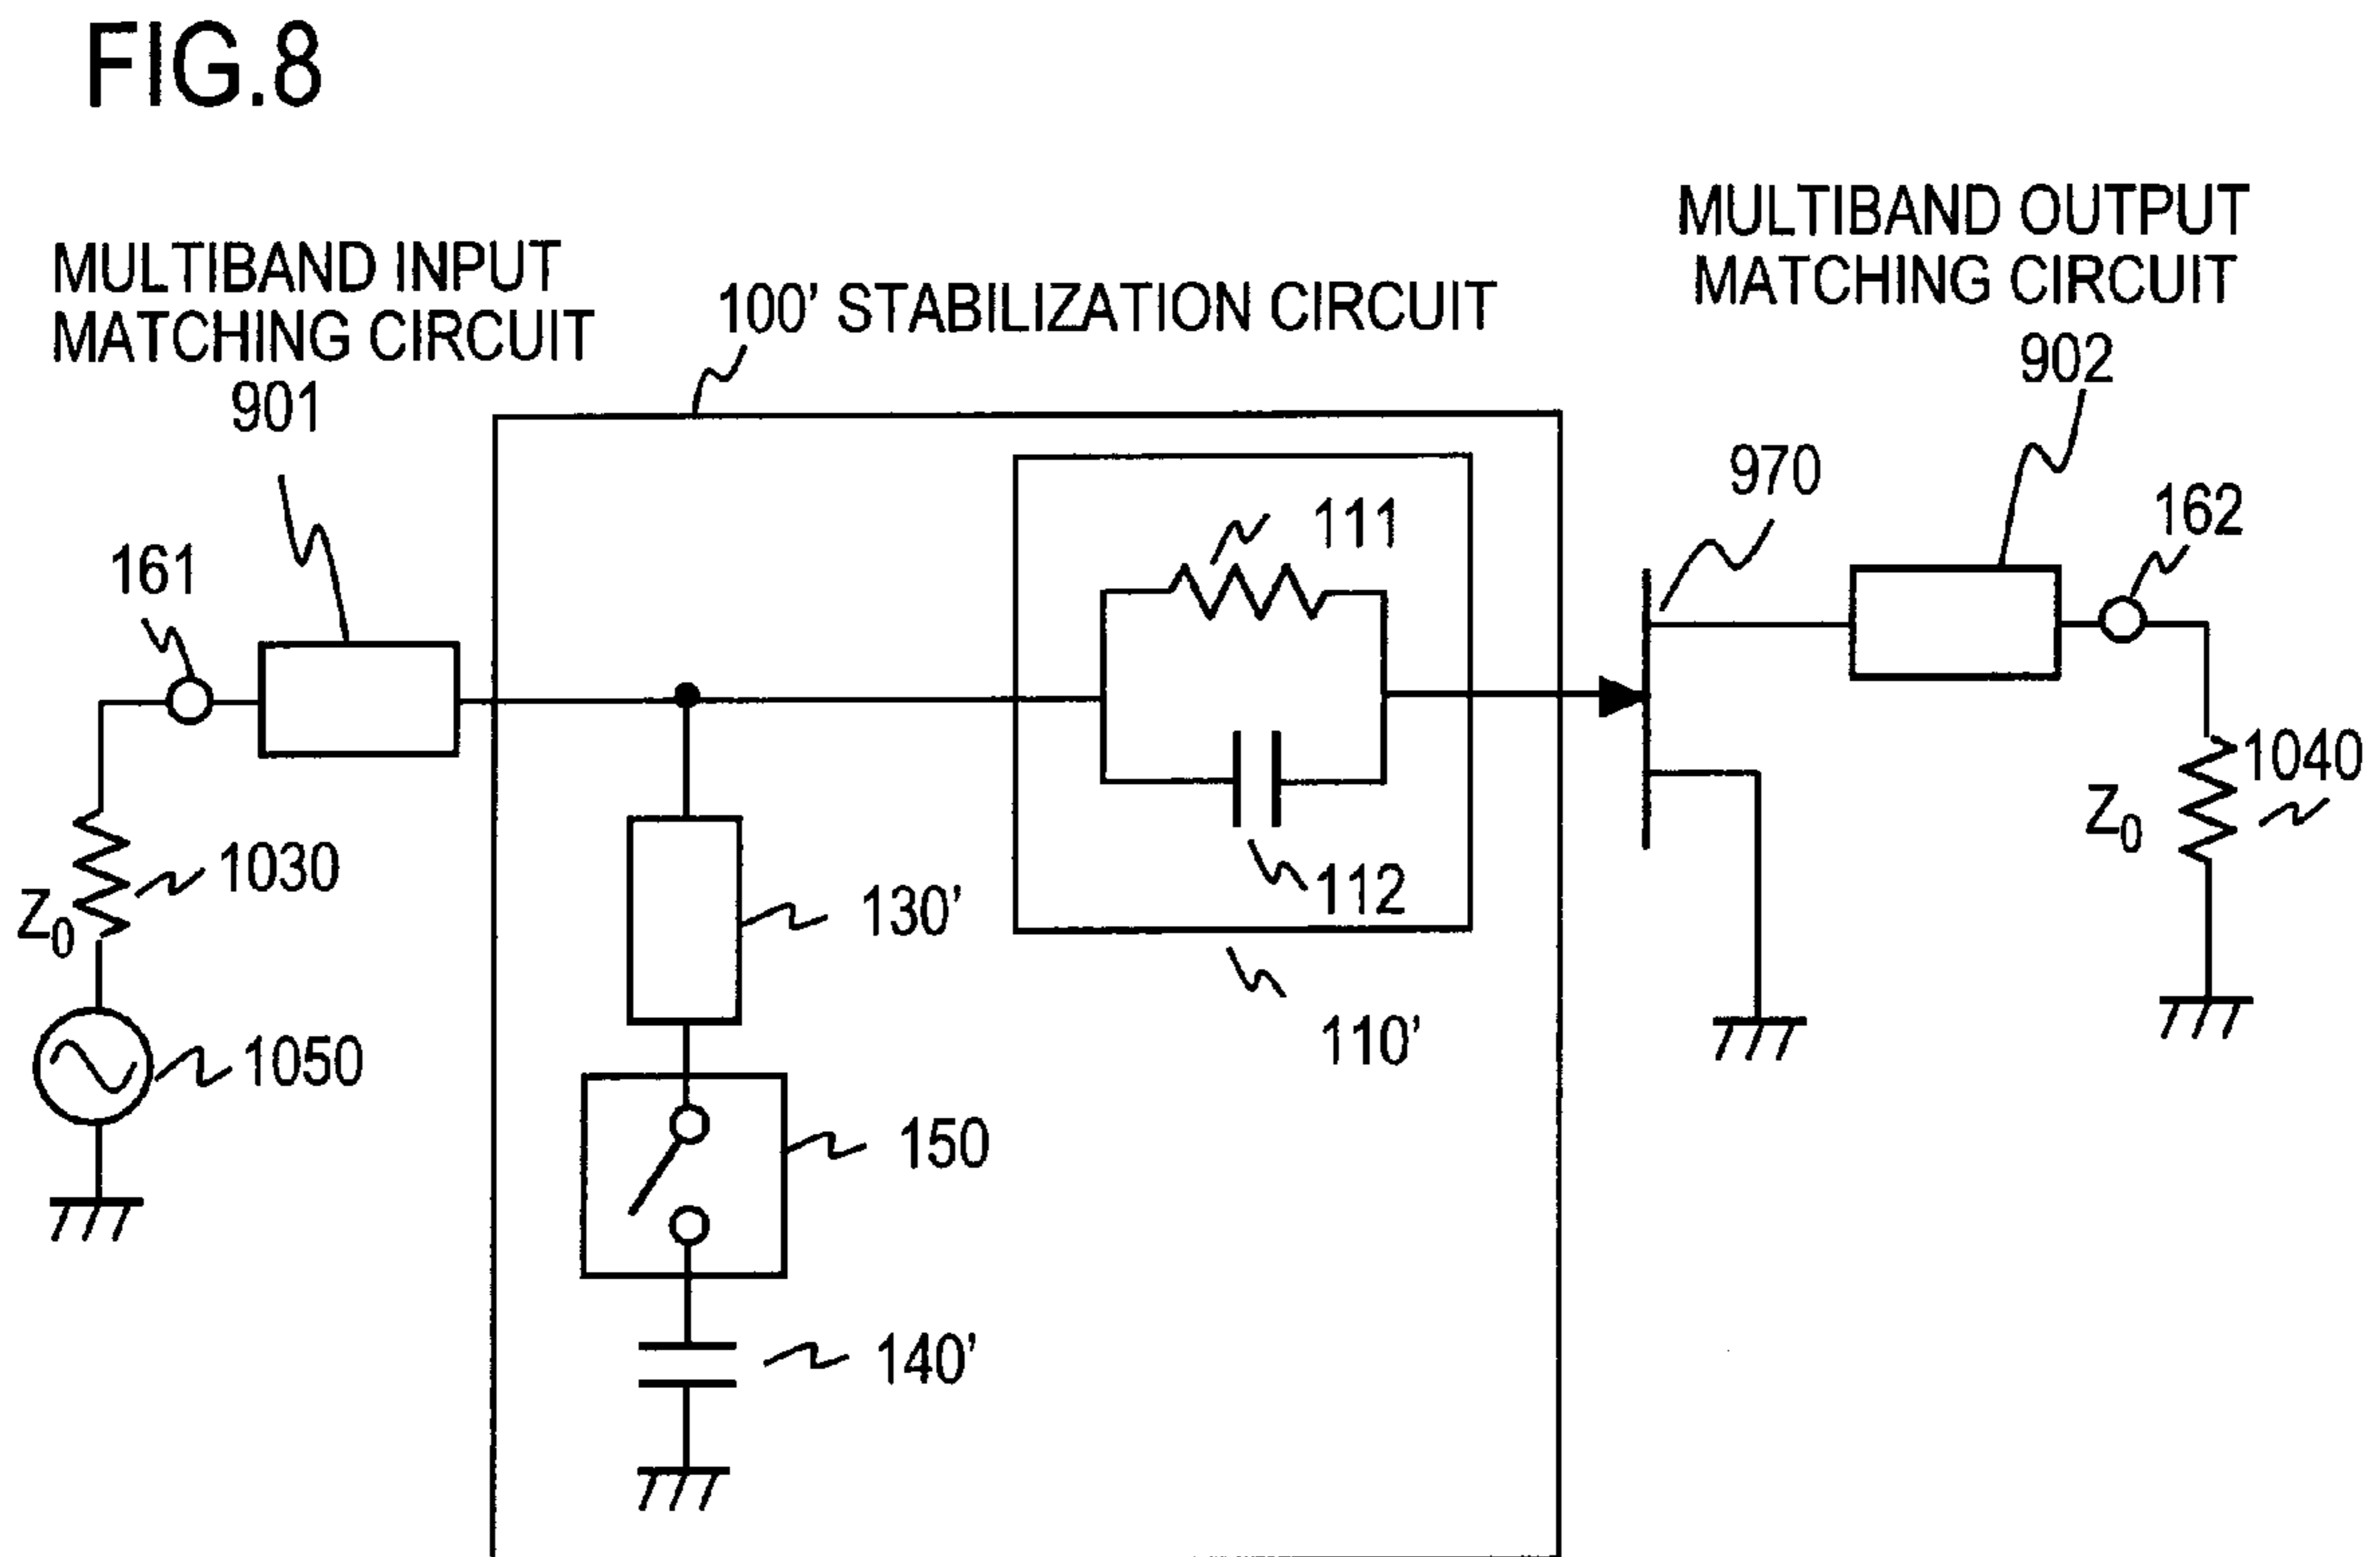 FIG.8
MULTIBAND INPUT
MATCHING CIRCUIT
901
100' STABILIZATION CIRCUIT
MULTIBAND OUTPUT
MATCHING CIRCUIT
902
970
162
161
111
112
110'
130'
150
140'
1030
Z0
1050
1040
Z0